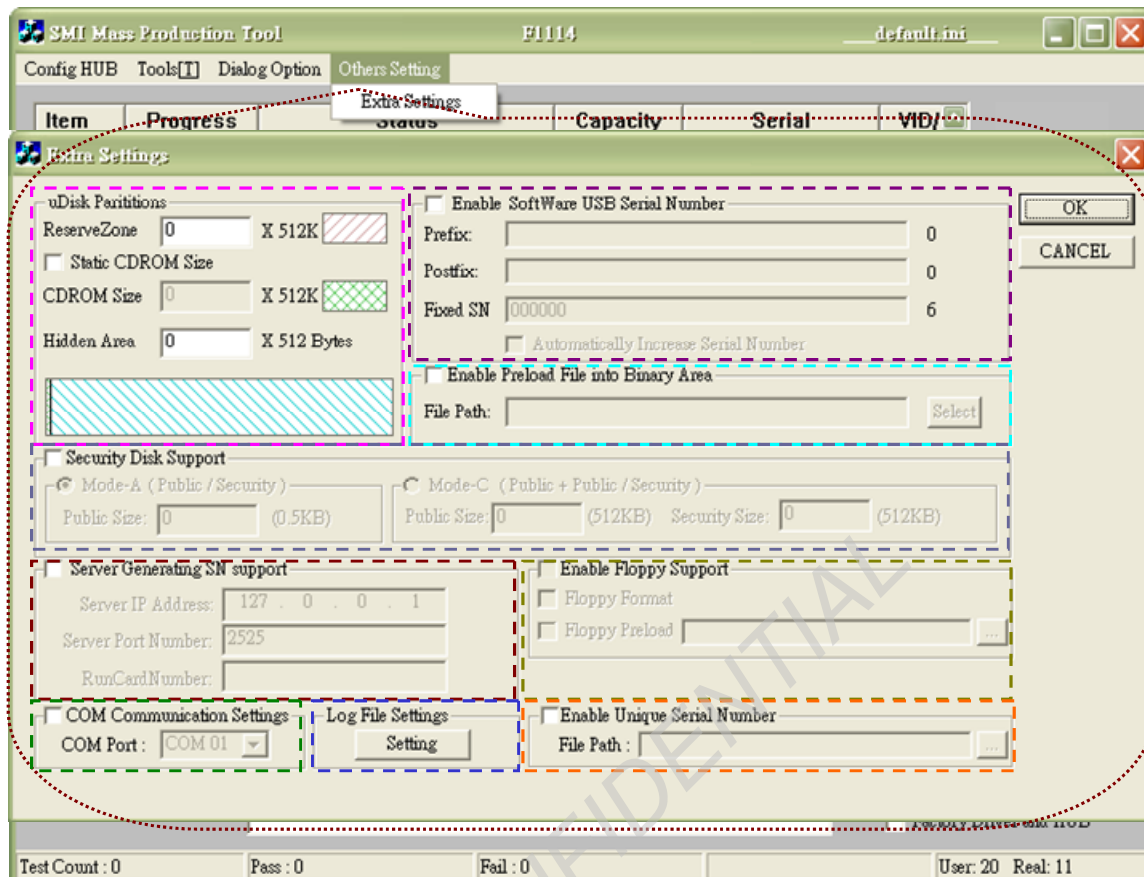 SMI Mass Production Tool F1114 default.ini
Config HUB Tools[T] Dialog Option Others Setting
Extra Settings
Item Progress Status Capacity Serial VID/
Extra Settings
uDisk Paritions
ReserveZone 0 X 512K
Static CDROM Size
CDROM Size 0 X 512K
Hidden Area 0 X 512 Bytes
Enable SoftWare USB Serial Number
Prefix: 0
Postfix: 0
Fixed SN 000000 6
Automatically Increase Serial Number
OK
CANCEL
Enable Preload File into Binary Area
File Path: Select
Security Disk Support
Mode-A ( Public / Security )
Public Size: 0 (0.5KB)
Mode-C ( Public + Public / Security )
Public Size: 0 (512KB) Security Size: 0 (512KB)
Server Generating SN support
Server IP Address: 127 . 0 . 0 . 1
Server Port Number: 2525
RunCardNumber:
Enable Floppy Support
Floppy Format
Floppy Preload ...
COM Communication Settings
COM Port : COM 01
Log File Settings
Setting
Enable Unique Serial Number
File Path : ...
Factory Driver and HUB
Test Count : 0 Pass : 0 Fail : 0 User: 20 Real: 11